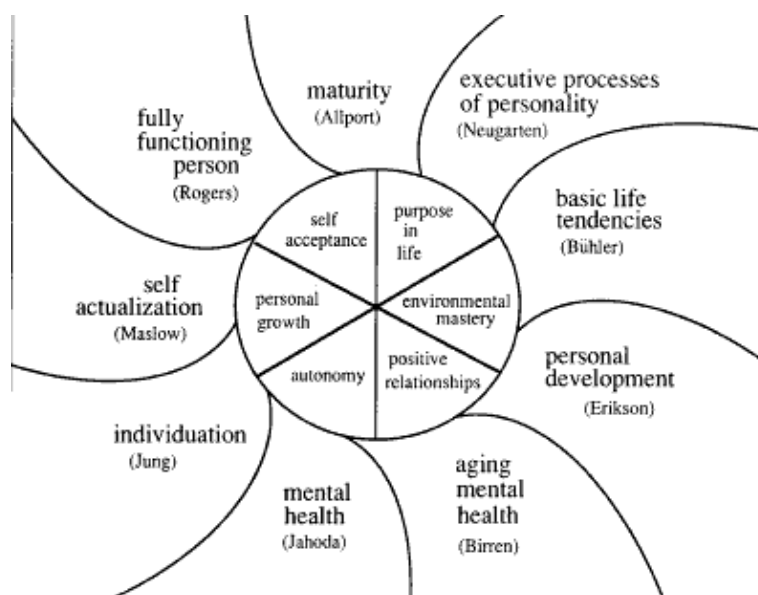 maturity
(Allport)
executive processes
of personality
(Neugarten)
basic life
tendencies
(Bühler)
personal
development
(Erikson)
aging
mental
health
(Birren)
mental
health
(Jahoda)
individuation
(Jung)
self
actualization
(Maslow)
fully
functioning
person
(Rogers)
self
acceptance
purpose
in
life
personal
growth
environmental
mastery
autonomy
positive
relationships